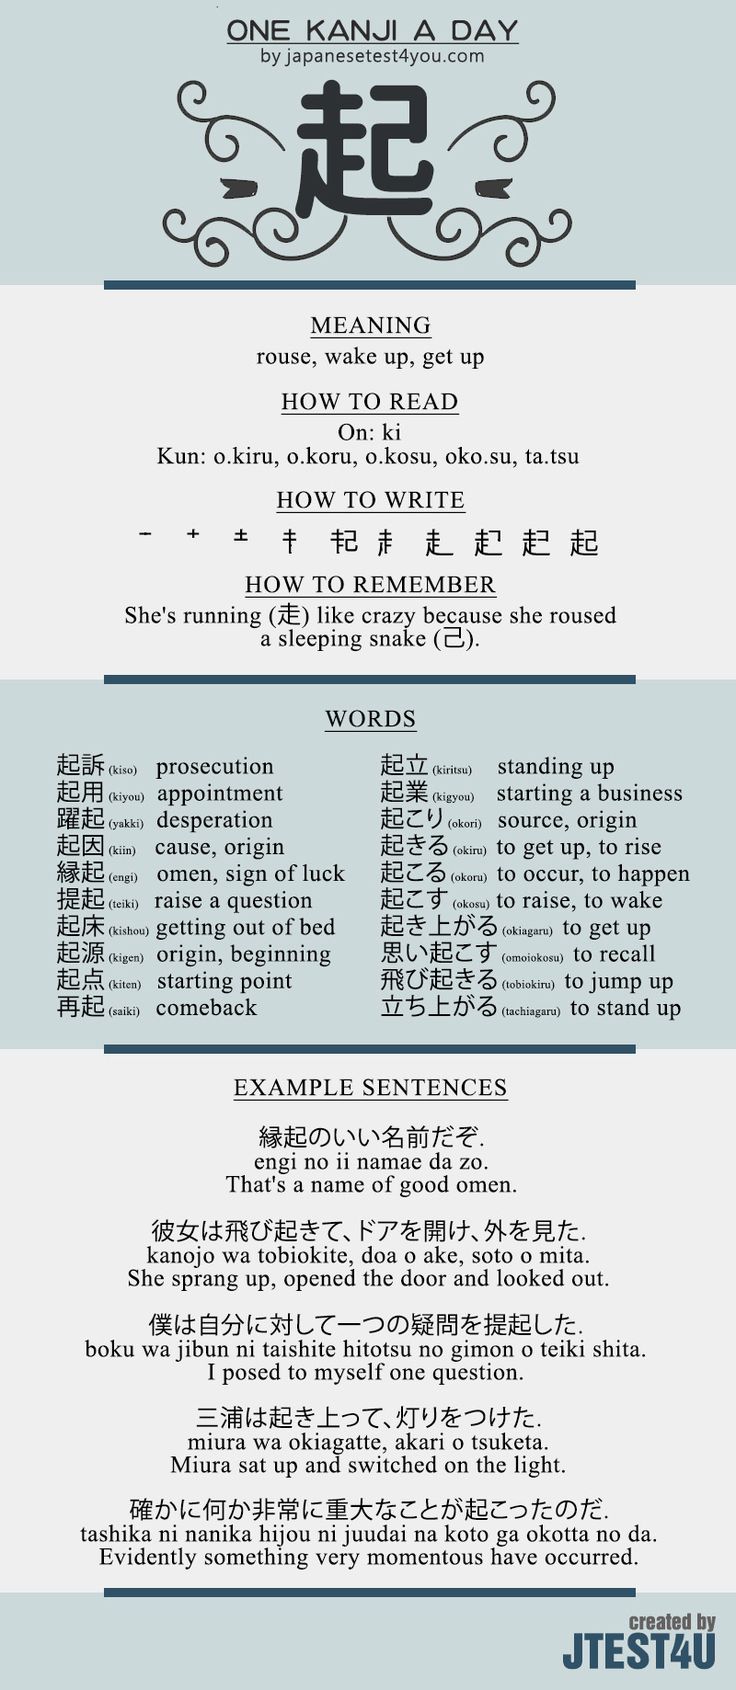 ONE KANJI A DAY
by japanesetest4you.com
起
MEANING
rouse, wake up, get up
HOW TO READ
On: ki
Kun: o.kiru, o.koru, o.kosu, oko.su, ta.tsu
HOW TO WRITE
起
HOW TO REMEMBER
She's running (走) like crazy because she roused
a sleeping snake (己).
WORDS
起訴 (kiso) prosecution
起用 (kiyou) appointment
躍起 (yakki) desperation
起因 (kiin) cause, origin
縁起 (engi) omen, sign of luck
提起 (teiki) raise a question
起床 (kishou) getting out of bed
起源 (kigen) origin, beginning
起点 (kiten) starting point
再起 (saiki) comeback
起立 (kiritsu) standing up
起業 (kigyou) starting a business
起こり (okori) source, origin
起きる (okiru) to get up, to rise
起こる (okoru) to occur, to happen
起こす (okosu) to raise, to wake
起き上がる (okiagaru) to get up
思い起こす (omoiokosu) to recall
飛び起きる (tobiokiru) to jump up
立ち上がる (tachiagaru) to stand up
EXAMPLE SENTENCES
縁起のいい名前だぞ.
engi no ii namae da zo.
That's a name of good omen.
彼女は飛び起きて､ドアを開け､外を見た.
kanojo wa tobiokite, doa o ake, soto o mita.
She sprang up, opened the door and looked out.
僕は自分に対して一つの疑問を提起した.
boku wa jibun ni taishite hitotsu no gimon o teiki shita.
I posed to myself one question.
三浦は起き上って､灯りをつけた.
miura wa okiagatte, akari o tsuketa.
Miura sat up and switched on the light.
確かに何か非常に重大なことが起こったのだ.
tashika ni nanika hijou ni juudai na koto ga okotta no da.
Evidently something very momentous have occurred.
created by
JTEST4U